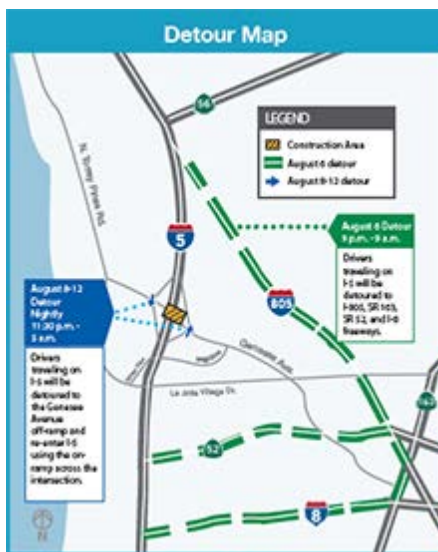 Detour Map
56
LEGEND
Construction Area
August 6 detour
August 8-12 detour
N. Torrey Pines Rd.
5
August 6 Detour
9 p.m. - 9 a.m.
Drivers
traveling on
I-5 will be
detoured to
I-805, SR 163,
SR 52, and I-8
freeways.
805
August 8-12
Detour
Nightly
11:30 p.m. -
5 a.m.
Drivers
traveling on
I-5 will be
detoured to
the Genesee
Avenue
off-ramp and
re-enter I-5
using the on-
ramp across the
intersection.
Genesee Ave.
La Jolla Village Dr.
163
52
8
N